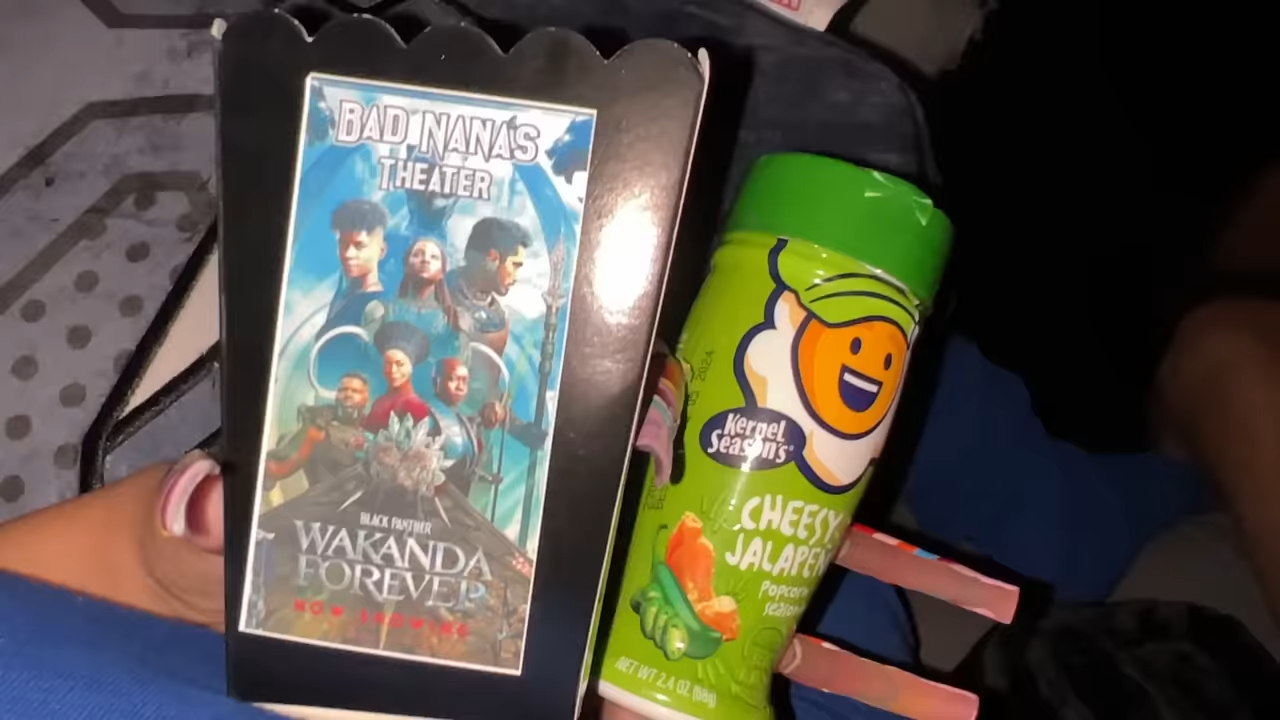 BAD NANA'S
THEATER
BLACK PANTHER
WAKANDA
FOREVER
NOW SHOWING
2024
Kernel
Season's
CHEESY
JALAPEÑ
Popcorn
NET WT 2.4 OZ (68g)